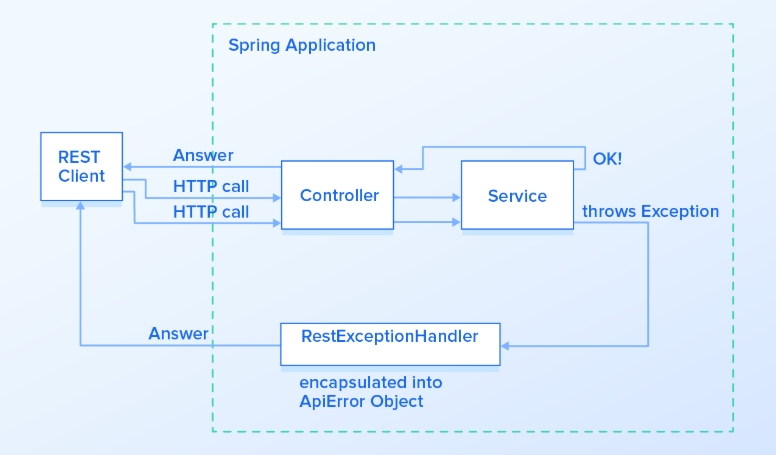 Spring Application
REST
Client
Answer
HTTP call
HTTP call
Controller
Service
OK!
throws Exception
Answer
RestExceptionHandler
encapsulated into
ApiError Object